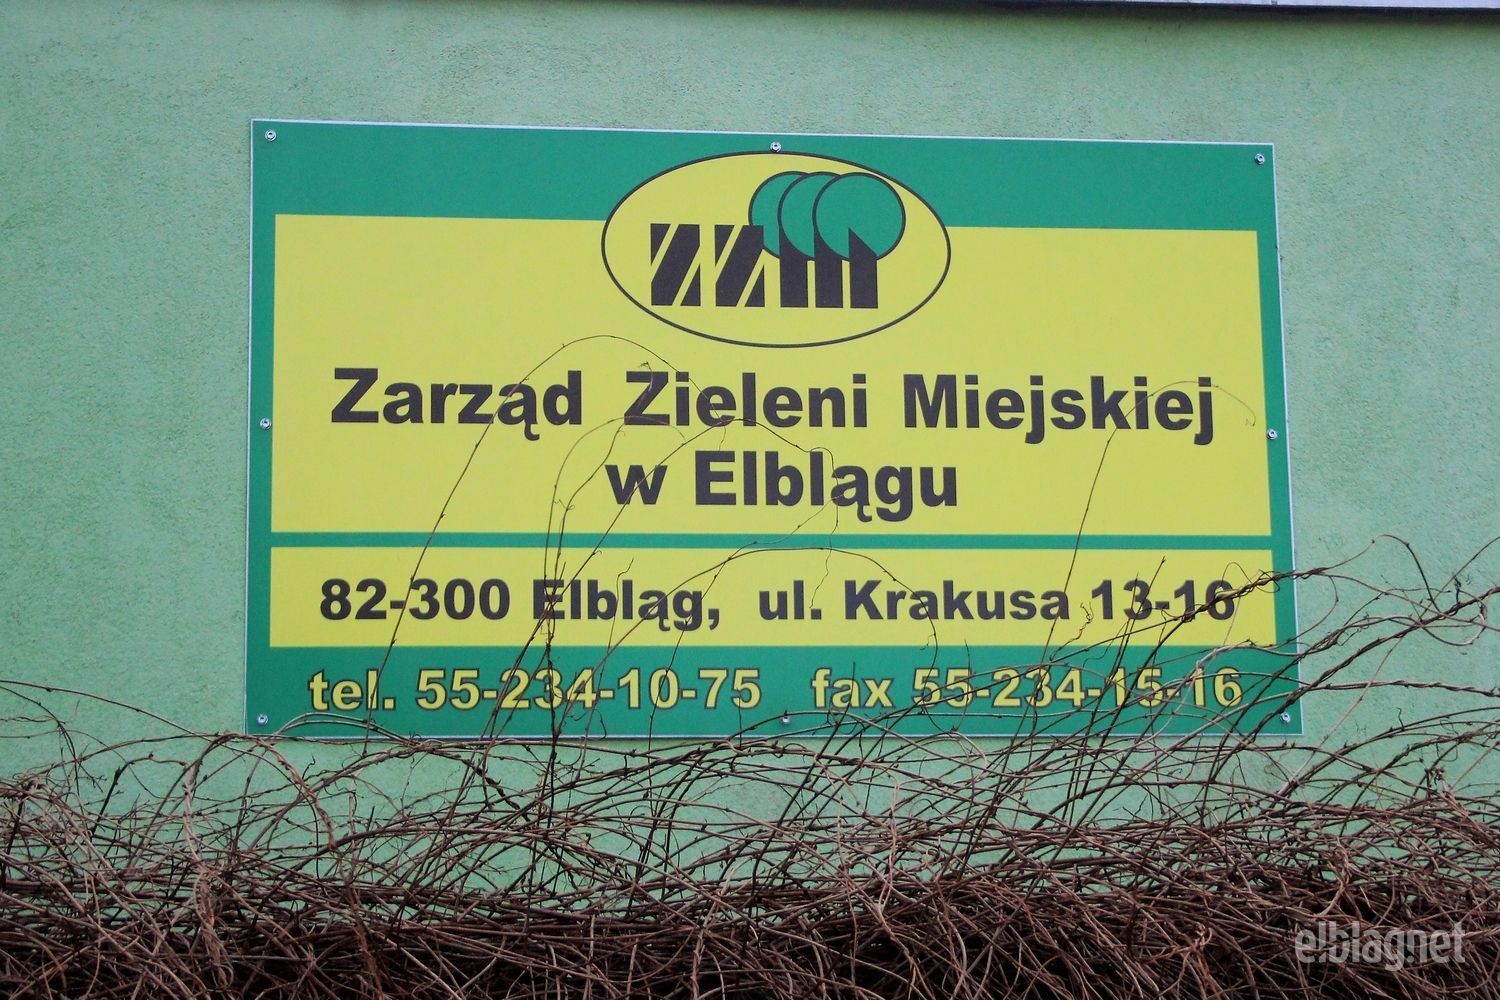 ZZM
Zarząd Zieleni Miejskiej
w Elblągu
82-300 Elbląg, ul. Krakusa 13-16
tel. 55-234-10-75 fax 55-234-15-16
elblag.net